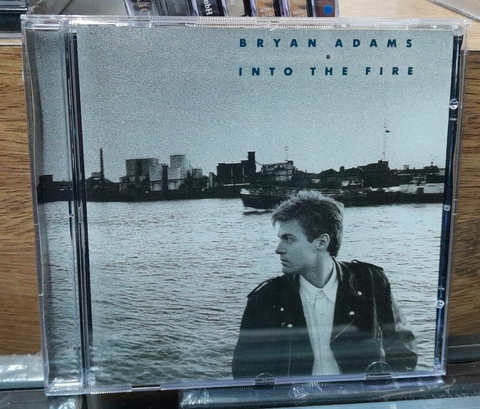 BRYAN ADAMS
INTO THE FIRE